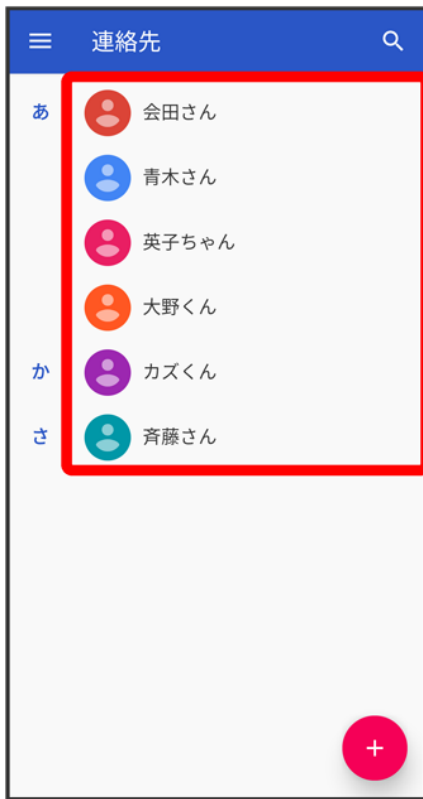 連絡先
あ 会田さん
青木さん
英子ちゃん
大野くん
か カズくん
さ 斉藤さん